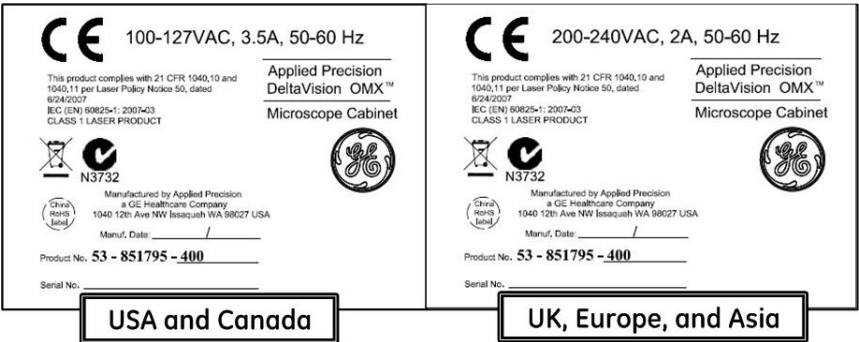 CE 100-127VAC, 3.5A, 50-60 Hz
This product complies with 21 CFR 1040,10 and
1040,11 per Laser Policy Notice 50, dated
6/24/2007
IEC (EN) 60825-1: 2007-03
CLASS 1 LASER PRODUCT
Applied Precision
DeltaVision OMX™
Microscope Cabinet
N3732
GE
China
RoHS
label
Manufactured by Applied Precision
a GE Healthcare Company
1040 12th Ave NW Issaquah WA 98027 USA
Manuf. Date: /
Product No. 53 - 851795 - 400
Serial No.
USA and Canada
CE 200-240VAC, 2A, 50-60 Hz
This product complies with 21 CFR 1040,10 and
1040,11 per Laser Policy Notice 50, dated
6/24/2007
IEC (EN) 60825-1: 2007-03
CLASS 1 LASER PRODUCT
Applied Precision
DeltaVision OMX™
Microscope Cabinet
N3732
GE
China
RoHS
label
Manufactured by Applied Precision
a GE Healthcare Company
1040 12th Ave NW Issaquah WA 98027 USA
Manuf. Date: /
Product No. 53 - 851795 - 400
Serial No.
UK, Europe, and Asia